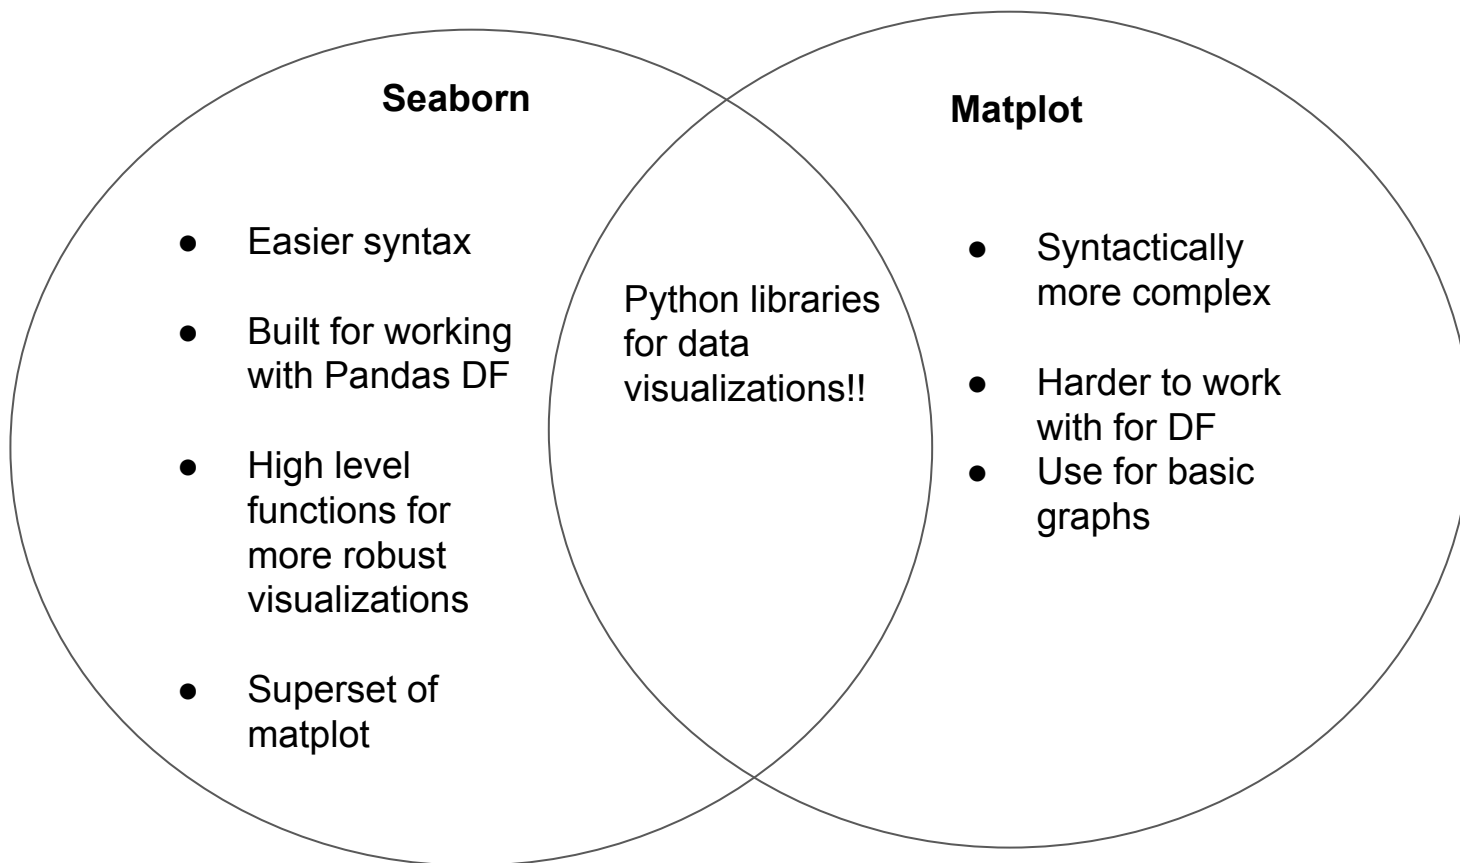 Seaborn
● Easier syntax
● Built for working
with Pandas DF
● High level
functions for
more robust
visualizations
● Superset of
matplot
Python libraries
for data
visualizations!!
Matplot
● Syntactically
more complex
● Harder to work
with for DF
● Use for basic
graphs